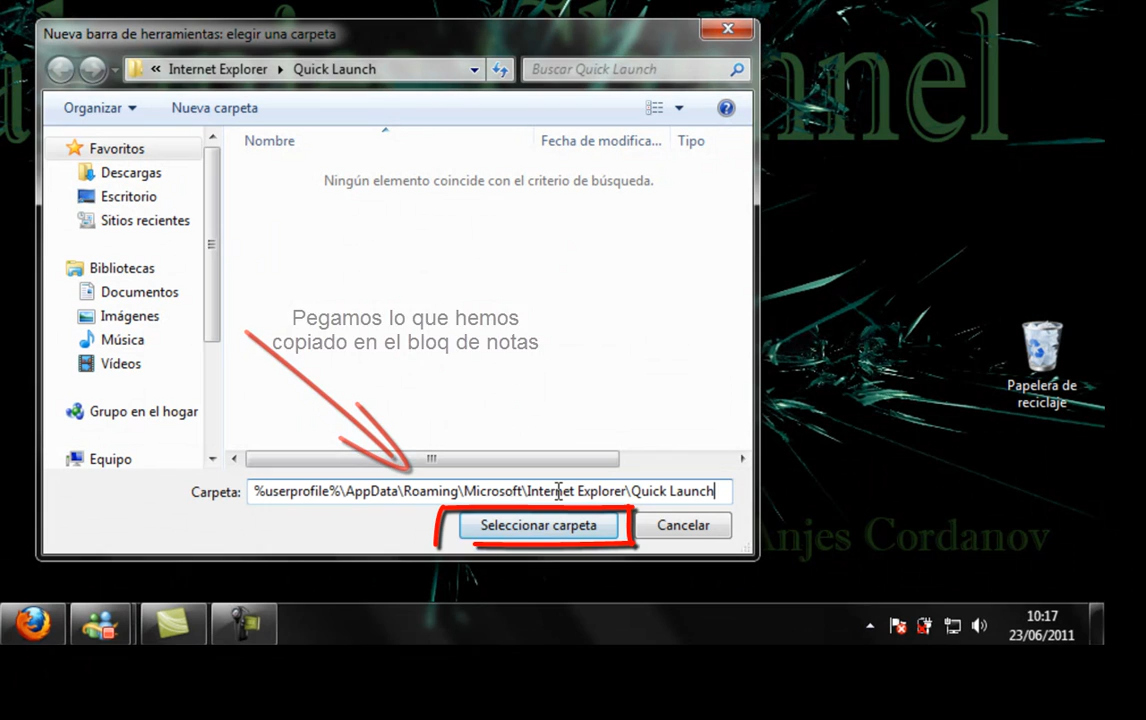 Nueva barra de herramientas: elegir una carpeta
« Internet Explorer Quick Launch
Buscar Quick Launch
Organizar
Nueva carpeta
nnel
Favoritos
Descargas
Escritorio
Sitios recientes
Bibliotecas
Documentos
Imágenes
Música
Vídeos
Grupo en el hogar
Equipo
Nombre
Fecha de modifica...
Tipo
Ningún elemento coincide con el criterio de búsqueda.
Pegamos lo que hemos
copiado en el bloq de notas
Carpeta: %userprofile%\AppData\Roaming\Microsoft\Internet Explorer\Quick Launch
Seleccionar carpeta
Cancelar
Papelera de
reciclaje
Anjes Cordanov
10:17
23/06/2011